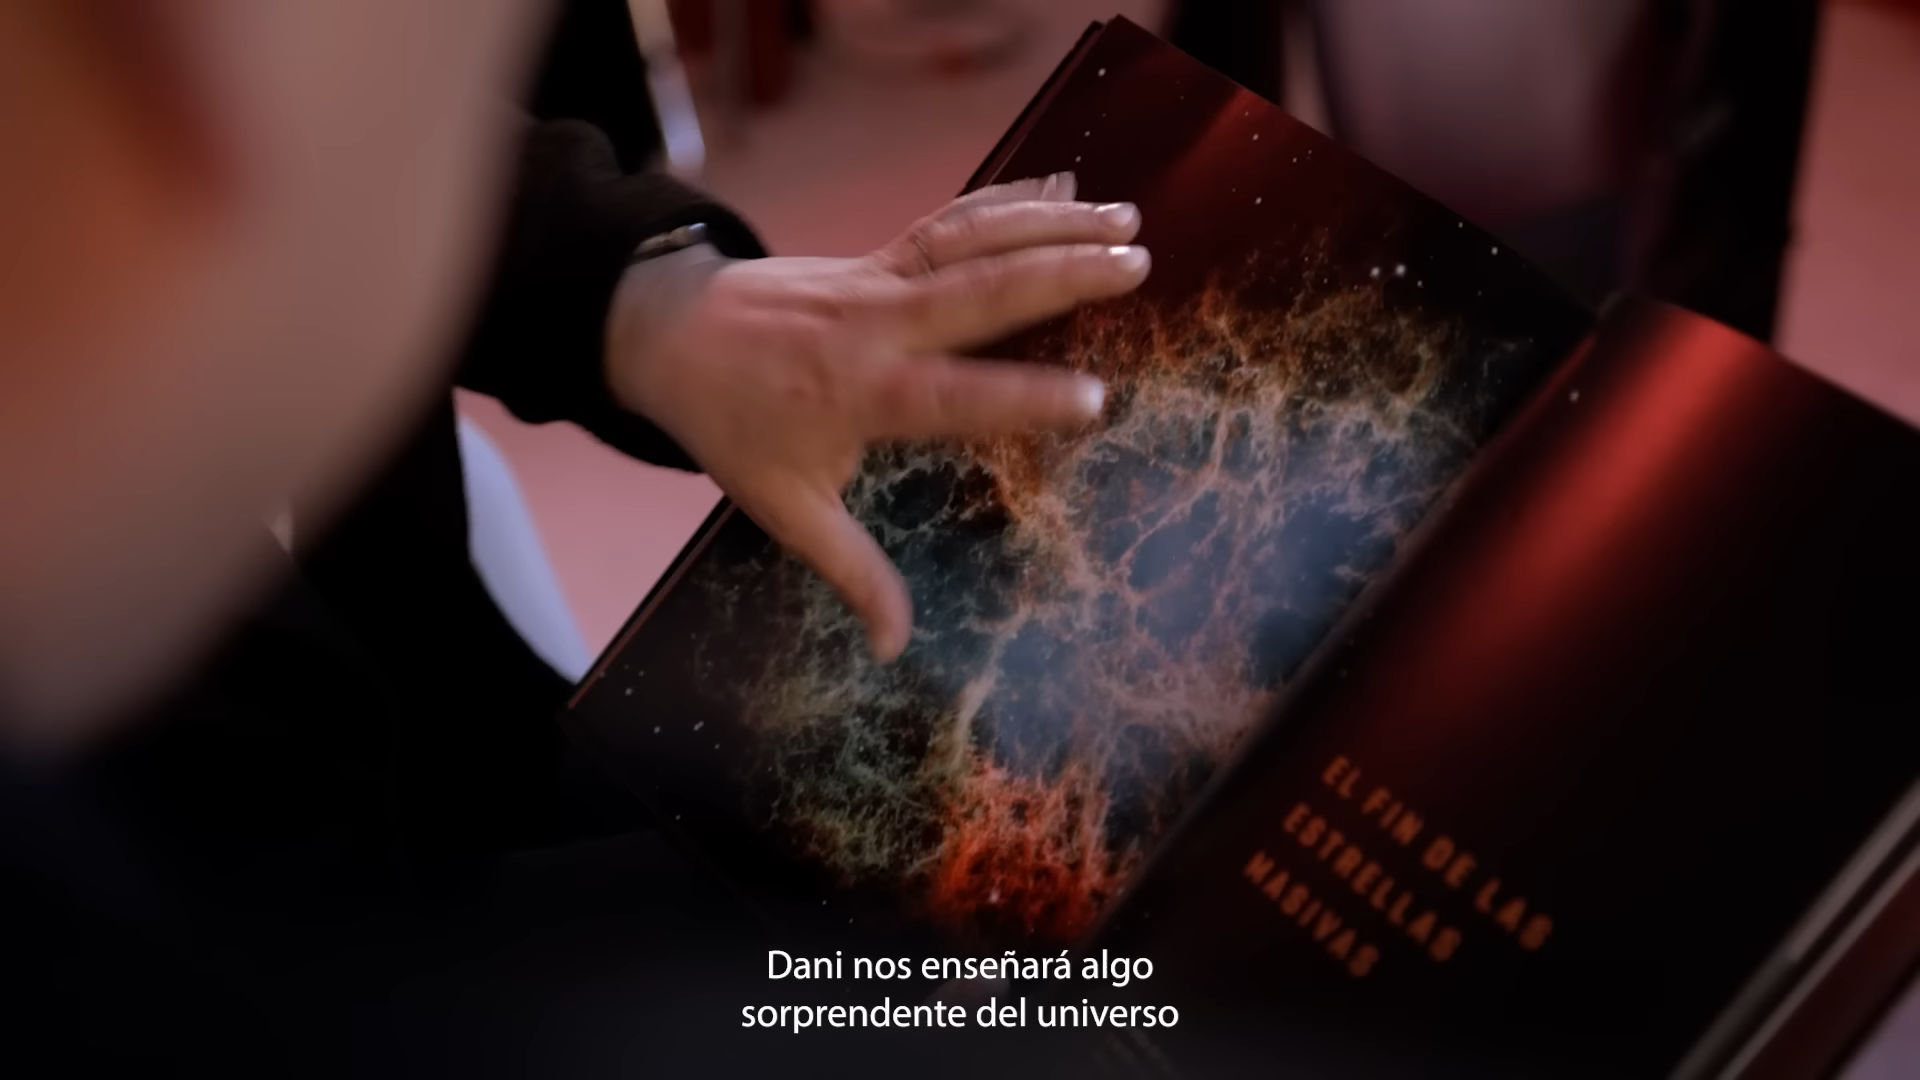 EL FIN DE LAS
ESTRELLAS
MASIVAS
Dani nos enseñará algo
sorprendente del universo